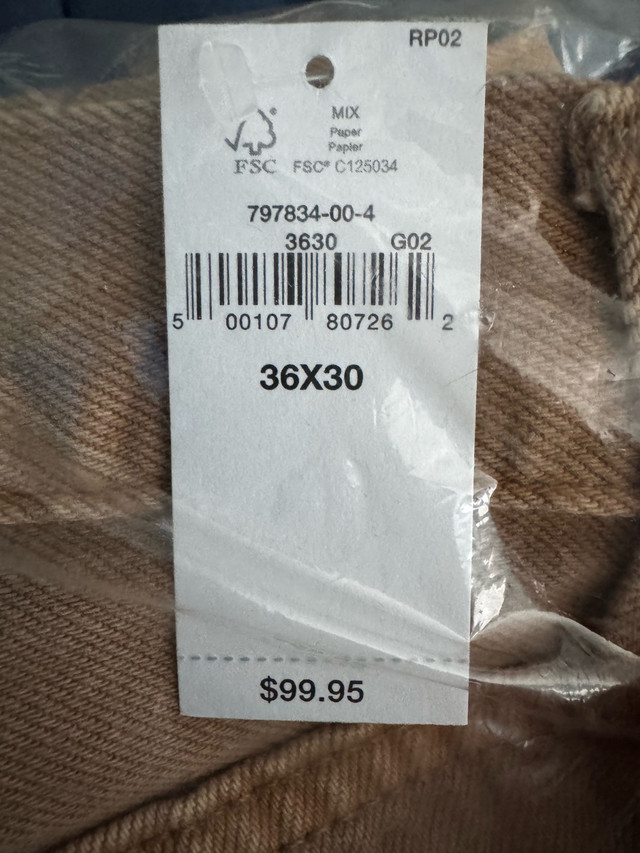 RP02
MIX
Paper
Papier
FSC FSC® C125034
797834-00-4
3630 G02
5 00107 80726 2
36X30
$99.95